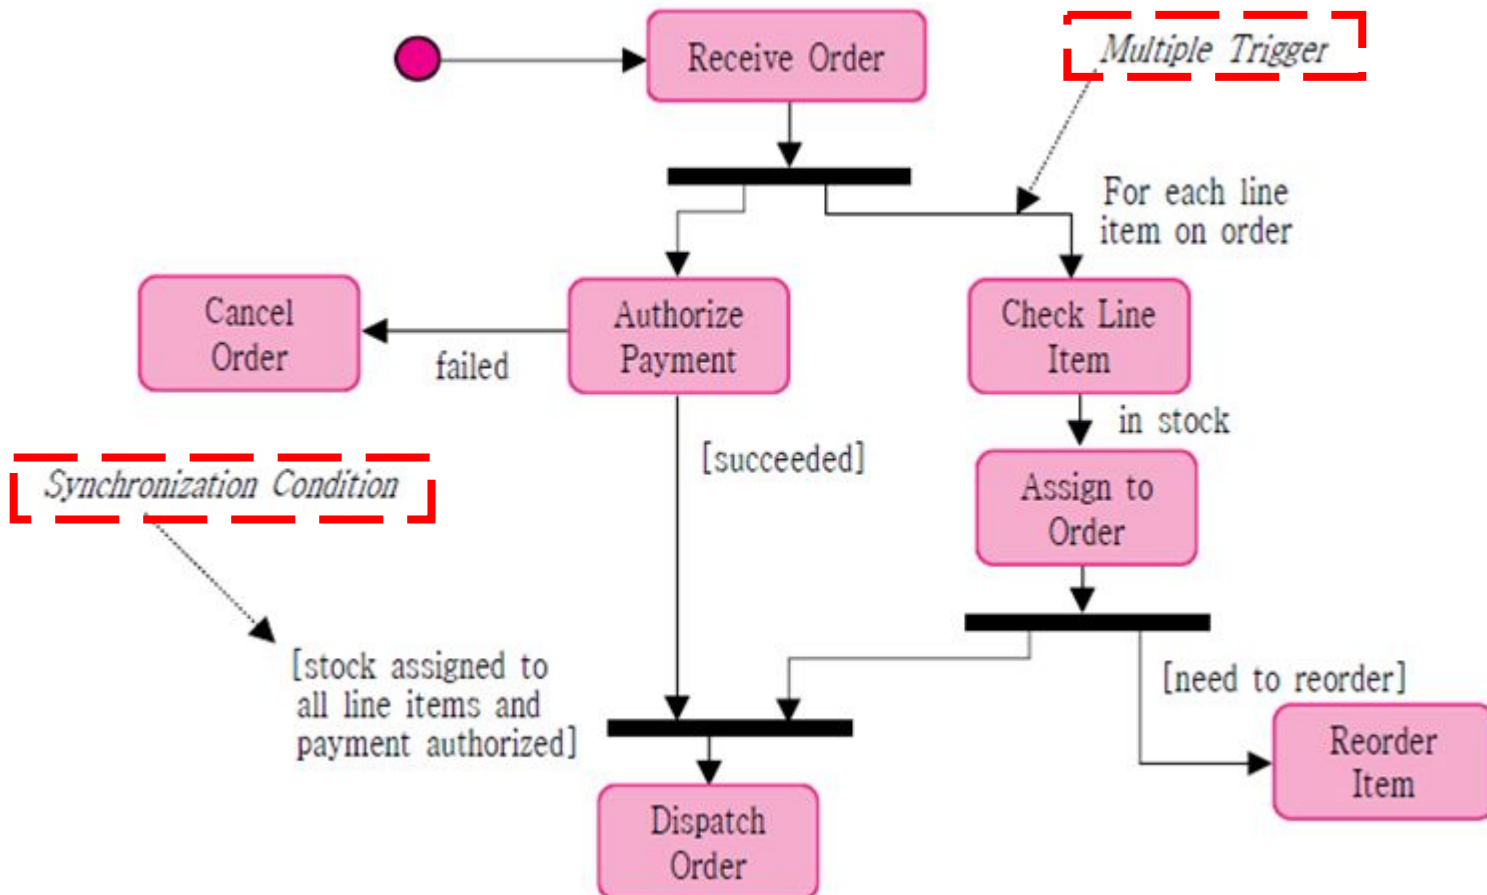 Receive Order
Multiple Trigger
For each line
item on order
Cancel
Order
failed
Authorize
Payment
Check Line
Item
in stock
[succeeded]
Synchronization Condition
Assign to
Order
[stock assigned to
all line items and
payment authorized]
[need to reorder]
Reorder
Item
Dispatch
Order